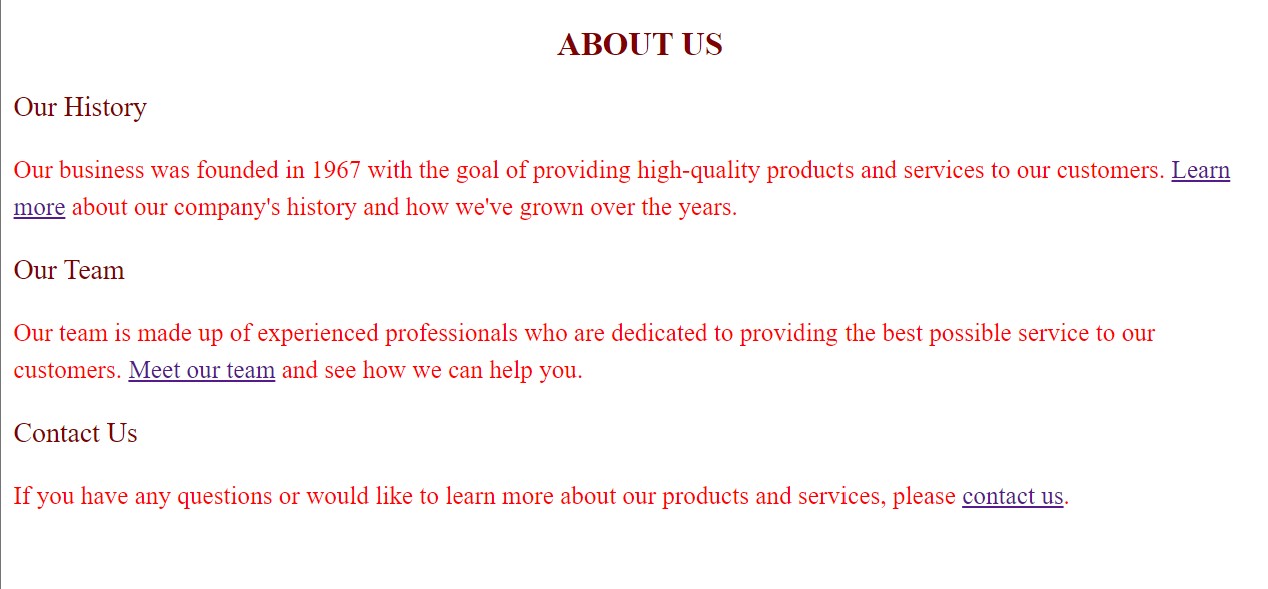 ABOUT US
Our History
Our business was founded in 1967 with the goal of providing high-quality products and services to our customers. Learn
more about our company's history and how we've grown over the years.
Our Team
Our team is made up of experienced professionals who are dedicated to providing the best possible service to our
customers. Meet our team and see how we can help you.
Contact Us
If you have any questions or would like to learn more about our products and services, please contact us.